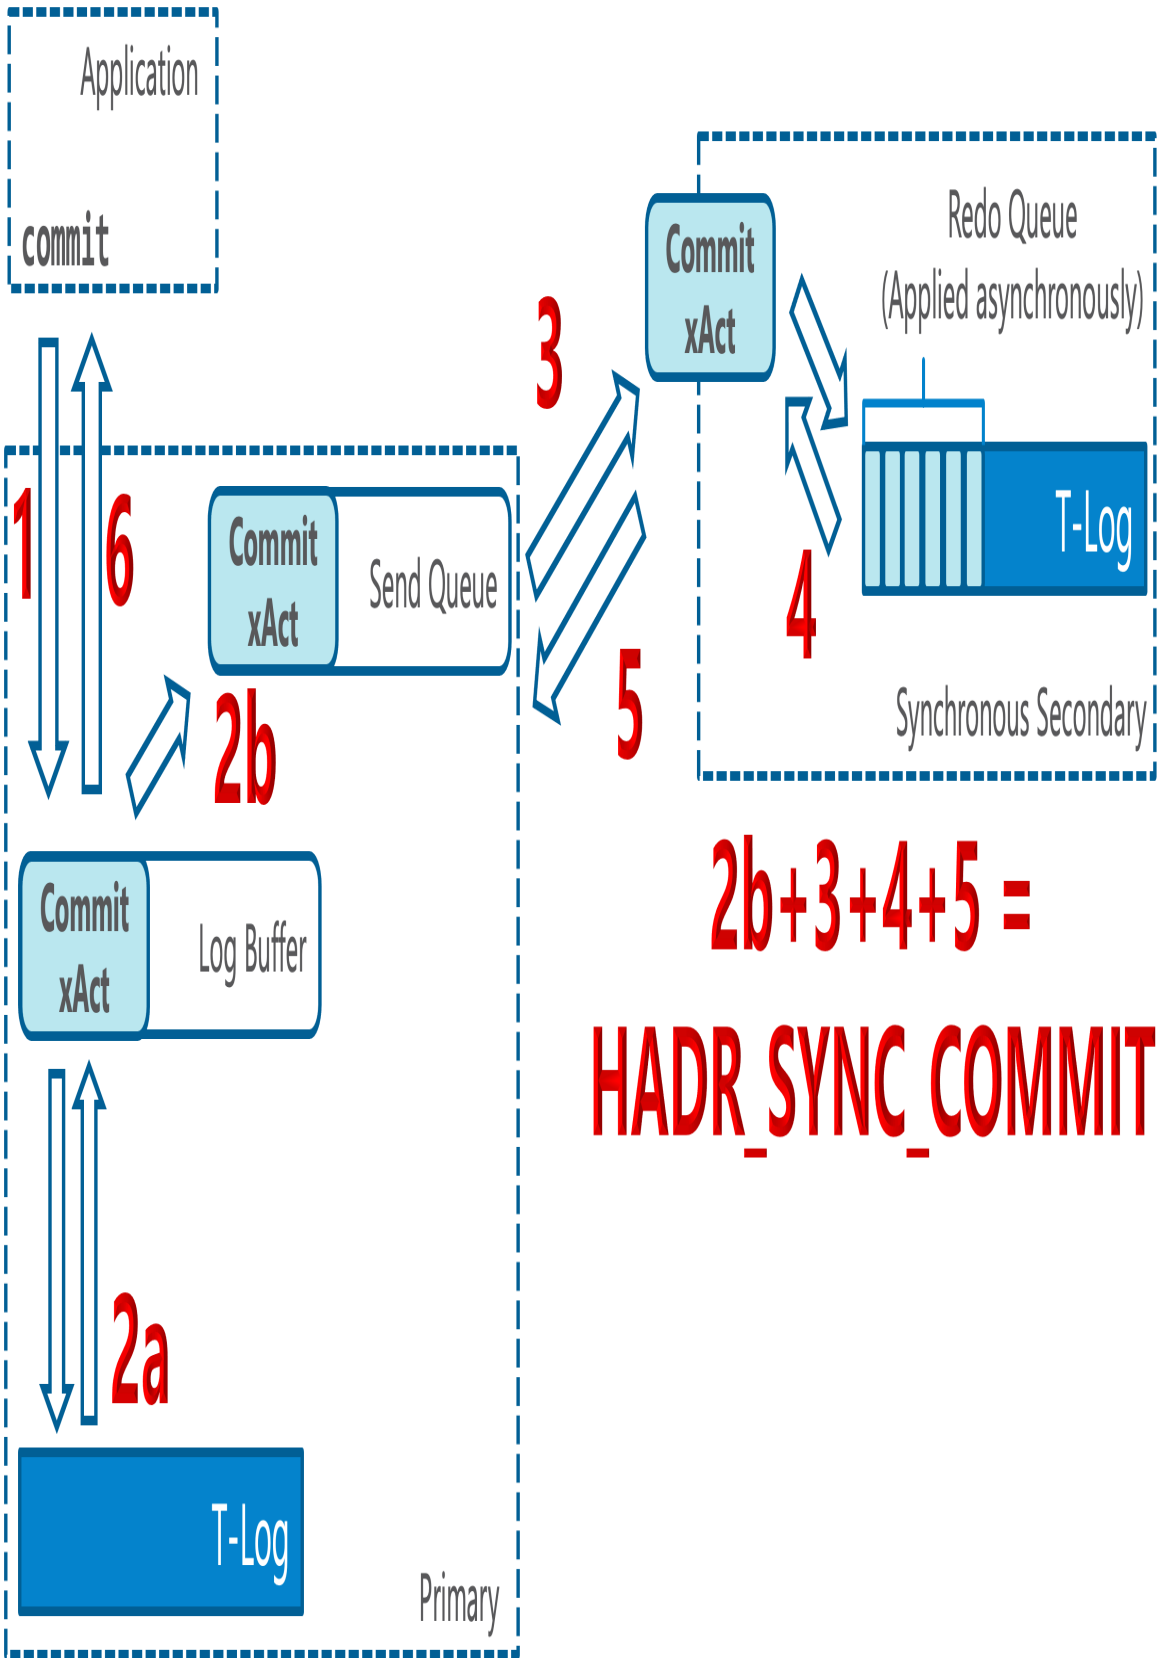 Application
commit
1
6
Commit
xAct
Send Queue
2b
Commit
xAct
Log Buffer
2a
T-Log
Primary
3
5
Commit
xAct
Redo Queue
(Applied asynchronously)
T-Log
4
Synchronous Secondary
2b+3+4+5 =
HADR_SYNC_COMMIT